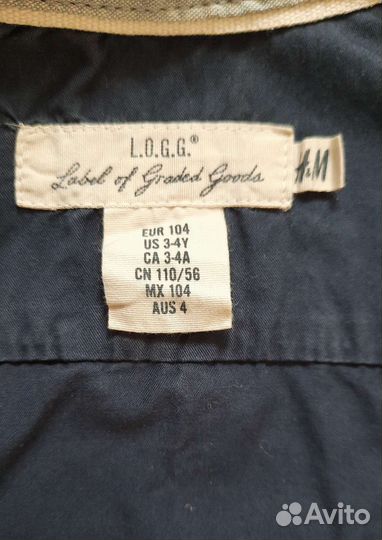 L.O.G.G.®
Label of Graded Goods
H&M
EUR 104
US 3-4Y
CA 3-4A
CN 110/56
MX 104
AUS 4
Avito